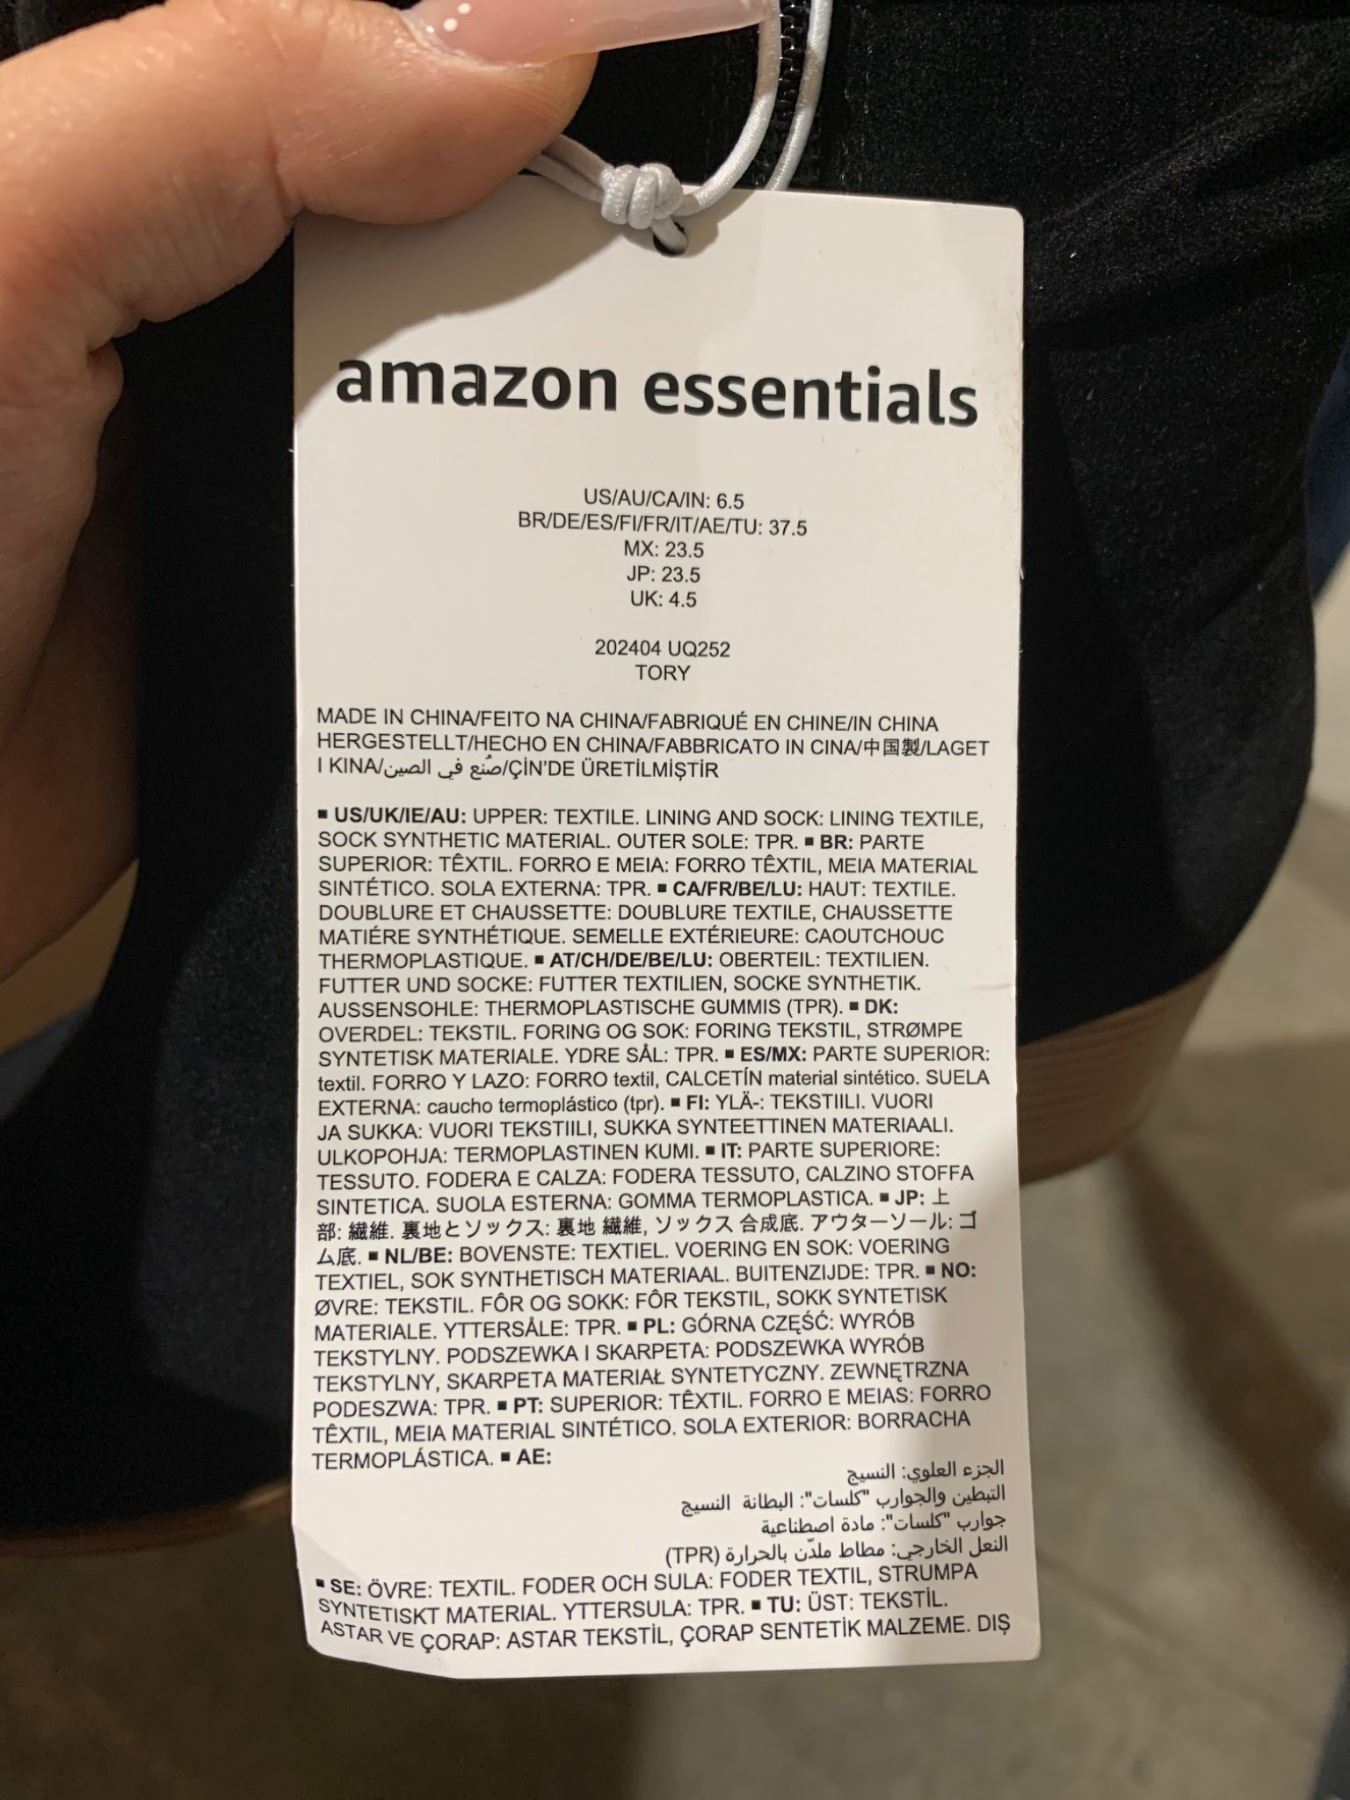 amazon essentials
US/AU/CA/IN: 6.5
BR/DE/ES/FI/FR/IT/AE/TU: 37.5
MX: 23.5
JP: 23.5
UK: 4.5
202404 UQ252
TORY
MADE IN CHINA/FEITO NA CHINA/FABRIQUÉ EN CHINE/IN CHINA
HERGESTELLT/HECHO EN CHINA/FABBRICATO IN CINA/中国製/LAGET
I KINA/صُنع في الصين/ÇİN'DE ÜRETİLMİŞTİR
▪ US/UK/IE/AU: UPPER: TEXTILE. LINING AND SOCK: LINING TEXTILE,
SOCK SYNTHETIC MATERIAL. OUTER SOLE: TPR. ▪ BR: PARTE
SUPERIOR: TÊXTIL. FORRO E MEIA: FORRO TÊXTIL, MEIA MATERIAL
SINTÉTICO. SOLA EXTERNA: TPR. ▪ CA/FR/BE/LU: HAUT: TEXTILE.
DOUBLURE ET CHAUSSETTE: DOUBLURE TEXTILE, CHAUSSETTE
MATIÉRE SYNTHÉTIQUE. SEMELLE EXTÉRIEURE: CAOUTCHOUC
THERMOPLASTIQUE. ▪ AT/CH/DE/BE/LU: OBERTEIL: TEXTILIEN.
FUTTER UND SOCKE: FUTTER TEXTILIEN, SOCKE SYNTHETIK.
AUSSENSOHLE: THERMOPLASTISCHE GUMMIS (TPR). ▪ DK:
OVERDEL: TEKSTIL. FORING OG SOK: FORING TEKSTIL, STRØMPE
SYNTETISK MATERIALE. YDRE SÅL: TPR. ▪ ES/MX: PARTE SUPERIOR:
textil. FORRO Y LAZO: FORRO textil, CALCETÍN material sintético. SUELA
EXTERNA: caucho termoplástico (tpr). ▪ FI: YLÄ-: TEKSTIILI. VUORI
JA SUKKA: VUORI TEKSTIILI, SUKKA SYNTEETTINEN MATERIAALI.
ULKOPOHJA: TERMOPLASTINEN KUMI. ▪ IT: PARTE SUPERIORE:
TESSUTO. FODERA E CALZA: FODERA TESSUTO, CALZINO STOFFA
SINTETICA. SUOLA ESTERNA: GOMMA TERMOPLASTICA. ▪ JP: 上
部: 繊維. 裏地とソックス: 裏地 繊維, ソックス 合成底. アウターソール: ゴ
ム底. ▪ NL/BE: BOVENSTE: TEXTIEL. VOERING EN SOK: VOERING
TEXTIEL, SOK SYNTHETISCH MATERIAAL. BUITENZIJDE: TPR. ▪ NO:
ØVRE: TEKSTIL. FÔR OG SOKK: FÔR TEKSTIL, SOKK SYNTETISK
MATERIALE. YTTERSÅLE: TPR. ▪ PL: GÓRNA CZĘŚĆ: WYRÓB
TEKSTYLNY. PODSZEWKA I SKARPETA: PODSZEWKA WYRÓB
TEKSTYLNY, SKARPETA MATERIAŁ SYNTETYCZNY. ZEWNĘTRZNA
PODESZWA: TPR. ▪ PT: SUPERIOR: TÊXTIL. FORRO E MEIAS: FORRO
TÊXTIL, MEIA MATERIAL SINTÉTICO. SOLA EXTERIOR: BORRACHA
TERMOPLÁSTICA. ▪ AE:
الجزء العلوي: النسيج
التبطين والجوارب "كلسات": البطانة النسيج
جوارب "كلسات": مادة اصطناعية
النعل الخارجي: مطاط ملدّن بالحرارة (TPR)
▪ SE: ÖVRE: TEXTIL. FODER OCH SULA: FODER TEXTIL, STRUMPA
SYNTETISKT MATERIAL. YTTERSULA: TPR. ▪ TU: ÜST: TEKSTİL.
ASTAR VE ÇORAP: ASTAR TEKSTİL, ÇORAP SENTETİK MALZEME. DIŞ